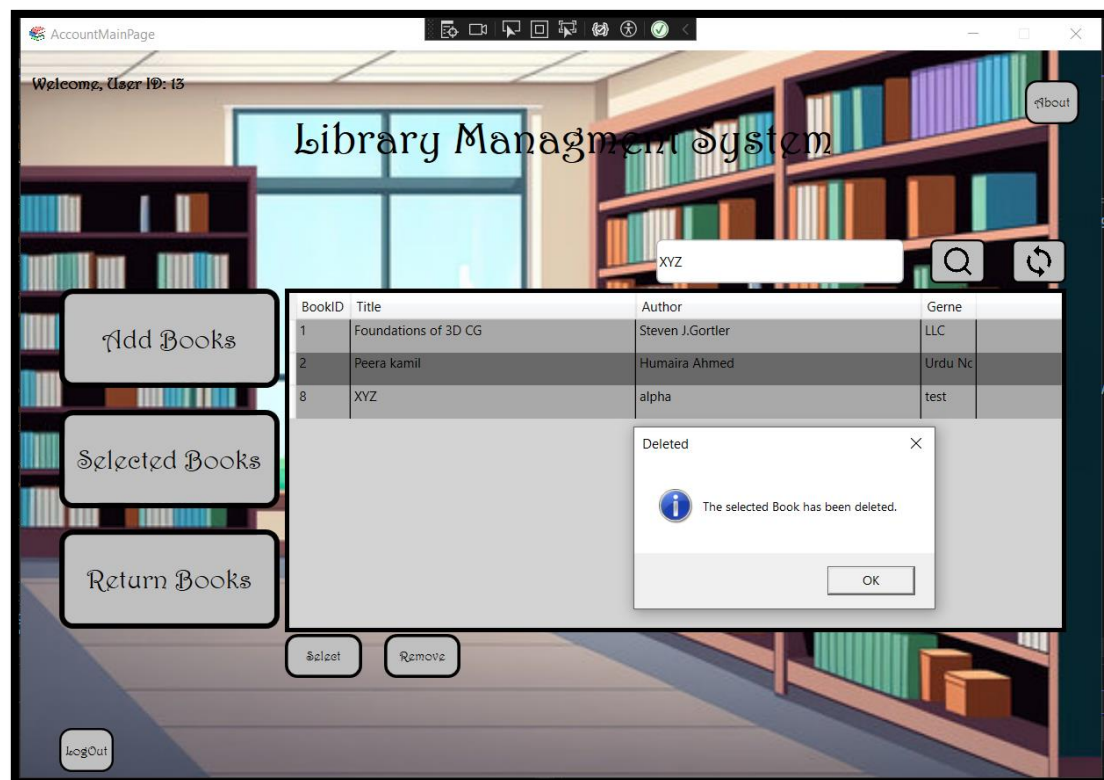 AccountMainPage
Welcome, User ID: 13
About
Library Managment System
XYZ
BookID Title Author Gerne
1 Foundations of 3D CG Steven J.Gortler LLC
2 Peera kamil Humaira Ahmed Urdu Nc
8 XYZ alpha test
Add Books
Selected Books
Return Books
Deleted
The selected Book has been deleted.
OK
Select Remove
LogOut